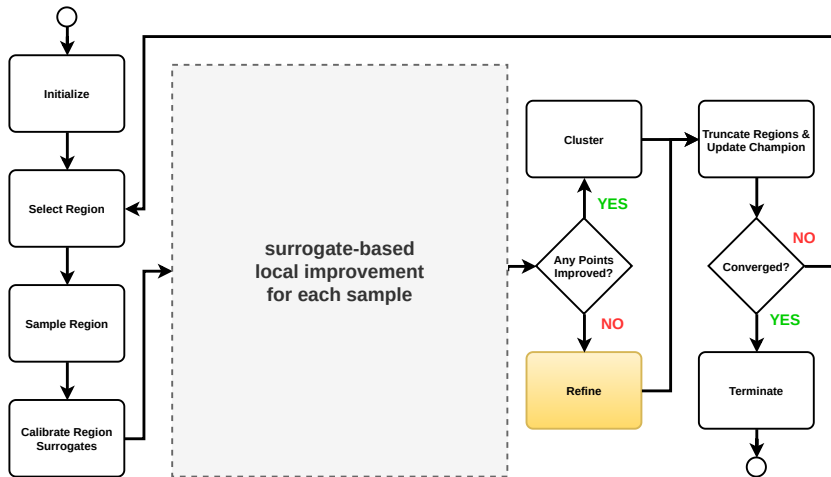 Initialize
Select Region
Sample Region
Calibrate Region
Surrogates
surrogate-based
local improvement
for each sample
Cluster
YES
Any Points
Improved?
NO
Refine
Truncate Regions &
Update Champion
Converged?
NO
YES
Terminate